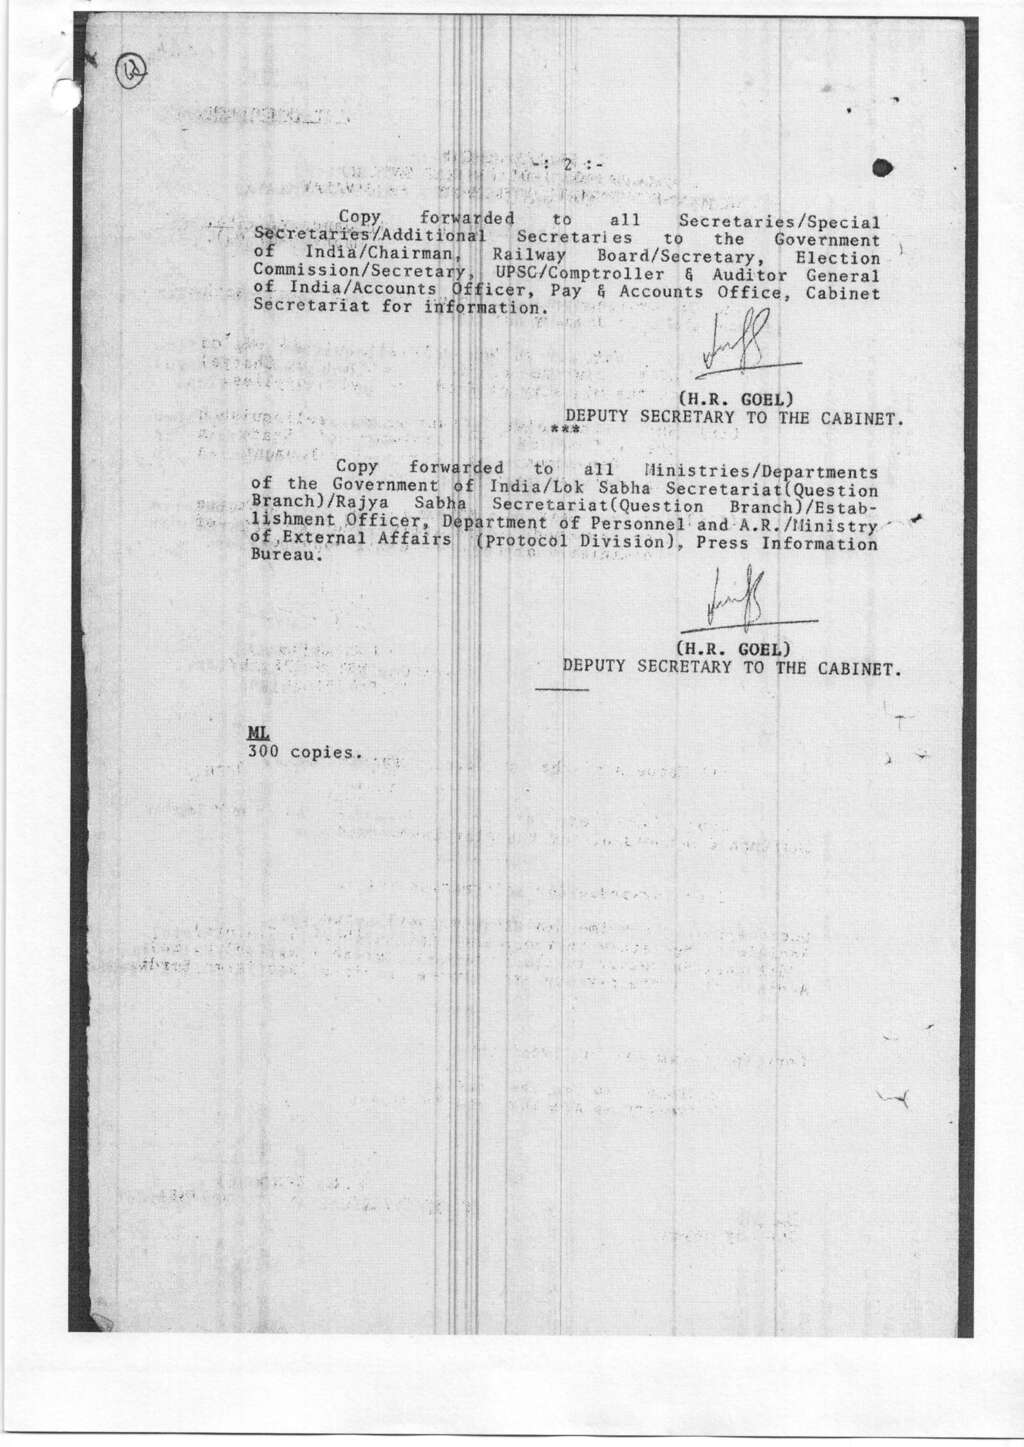 -: 2 :-
Copy forwarded to all Secretaries/Special
Secretaries/Additional Secretaries to the Government
of India/Chairman, Railway Board/Secretary, Election
Commission/Secretary, UPSC/Comptroller & Auditor General
of India/Accounts Officer, Pay & Accounts Office, Cabinet
Secretariat for information.
(H.R. GOEL)
DEPUTY SECRETARY TO THE CABINET.
***
Copy forwarded to all Ministries/Departments
of the Government of India/Lok Sabha Secretariat(Question
Branch)/Rajya Sabha Secretariat(Question Branch)/Estab-
lishment Officer, Department of Personnel and A.R./Ministry
of External Affairs (Protocol Division), Press Information
Bureau.
(H.R. GOEL)
DEPUTY SECRETARY TO THE CABINET.
ML
300 copies.